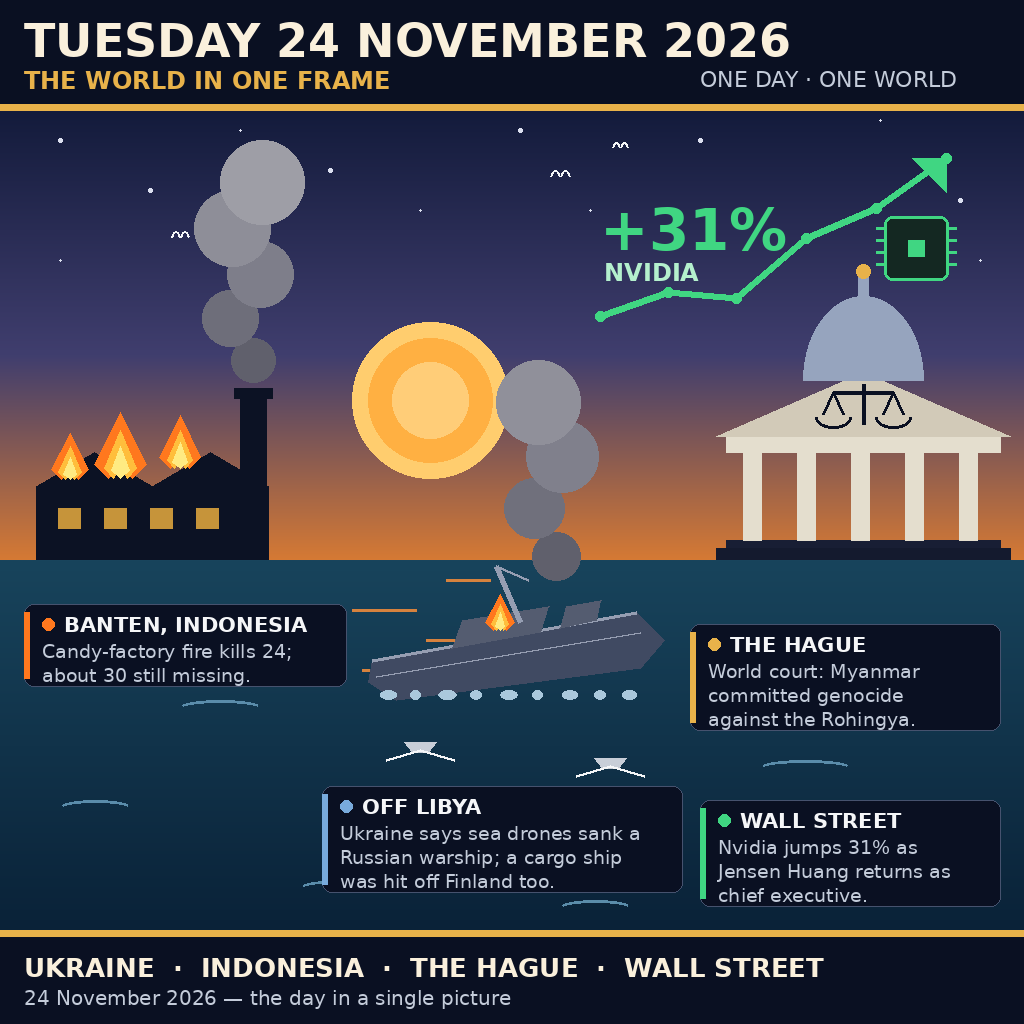 TUESDAY 24 NOVEMBER 2026
THE WORLD IN ONE FRAME
ONE DAY · ONE WORLD
+31%
NVIDIA
BANTEN, INDONESIA
Candy-factory fire kills 24;
about 30 still missing.
THE HAGUE
World court: Myanmar
committed genocide
against the Rohingya.
OFF LIBYA
Ukraine says sea drones sank a
Russian warship; a cargo ship
was hit off Finland too.
WALL STREET
Nvidia jumps 31% as
Jensen Huang returns as
chief executive.
UKRAINE · INDONESIA · THE HAGUE · WALL STREET
24 November 2026 — the day in a single picture